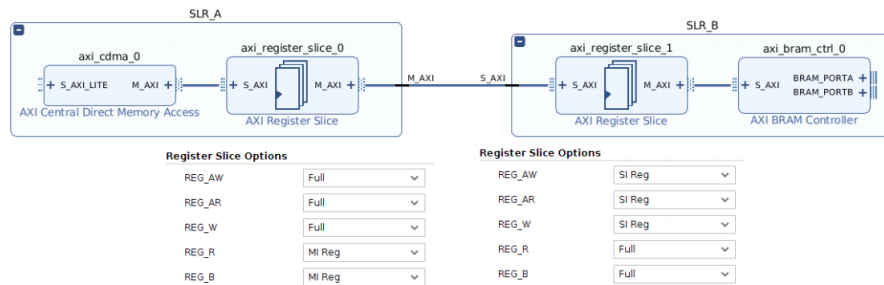 SLR_A
axi_cdma_0
S_AXI_LITE M_AXI
AXI Central Direct Memory Access
axi_register_slice_0
S_AXI M_AXI
AXI Register Slice
M_AXI S_AXI
SLR_B
axi_register_slice_1
S_AXI M_AXI
AXI Register Slice
axi_bram_ctrl_0
S_AXI BRAM_PORTA
BRAM_PORTB
AXI BRAM Controller
Register Slice Options
REG_AW Full
REG_AR Full
REG_W Full
REG_R MI Reg
REG_B MI Reg
Register Slice Options
REG_AW SI Reg
REG_AR SI Reg
REG_W SI Reg
REG_R Full
REG_B Full